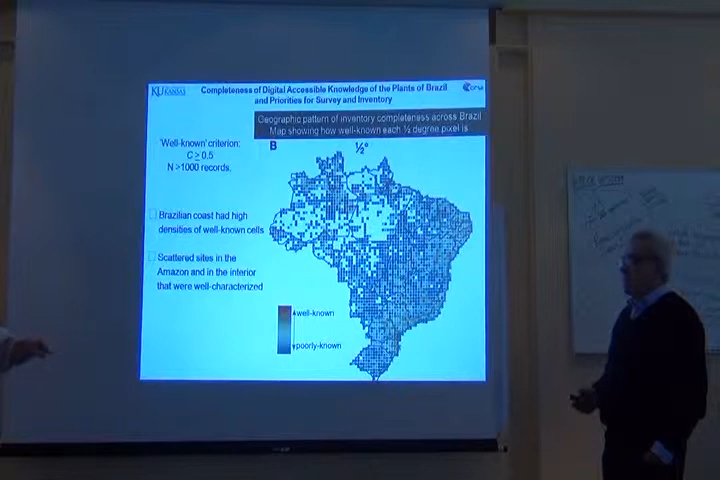 KU KANSAS
Completeness of Digital Accessible Knowledge of the Plants of Brazil
and Priorities for Survey and Inventory
Geographic pattern of inventory completeness across Brazil
Map showing how well-known each ½ degree pixel is
'Well-known' criterion:
C ≥ 0.5
N >1000 records.
B
½°
Brazilian coast had high
densities of well-known cells
Scattered sites in the
Amazon and in the interior
that were well-characterized
well-known
poorly-known